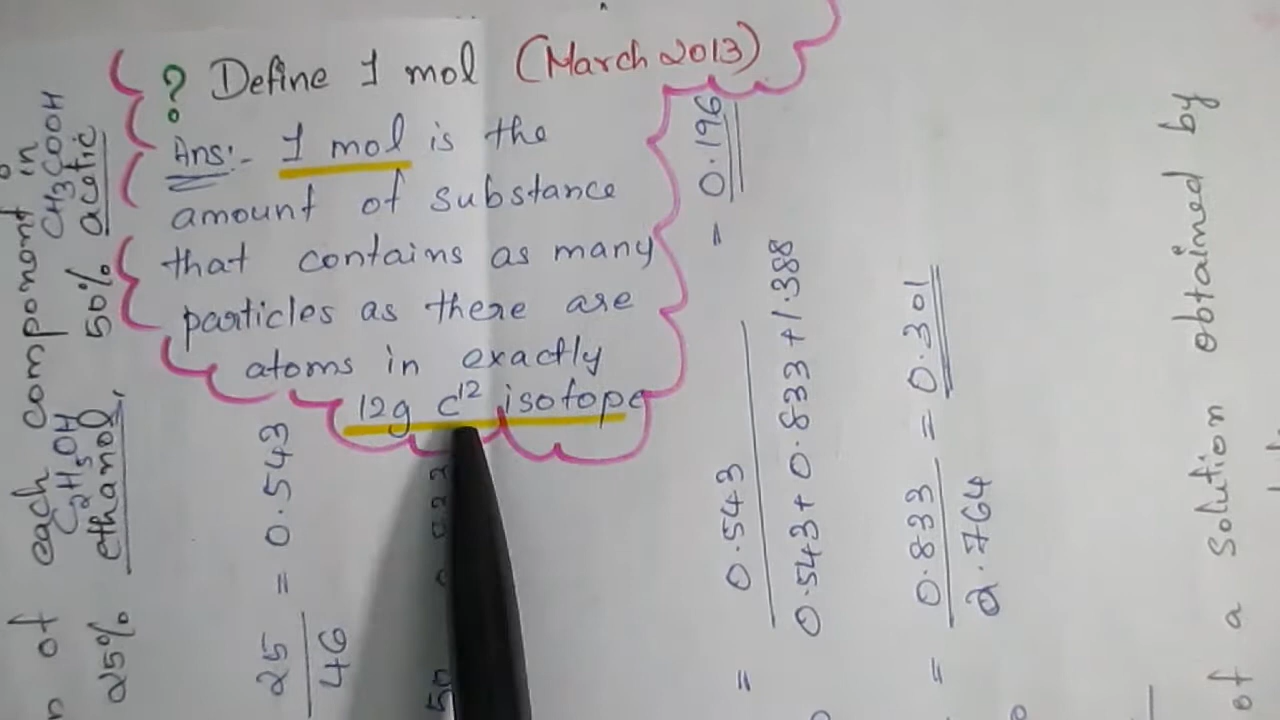 ? Define 1 mol (March 2013)
Ans:- 1 mol is the
amount of substance
that contains as many
particles as there are
atoms in exactly
12g c¹² isotope
n of each component in
C₂H₅OH CH₃COOH
25% ethanol, 50% acetic
25/46 = 0.543
50
= 0.543 / 0.543+0.833+1.388 = 0.196
= 0.833 / 2.764 = 0.301
of a solution obtained by